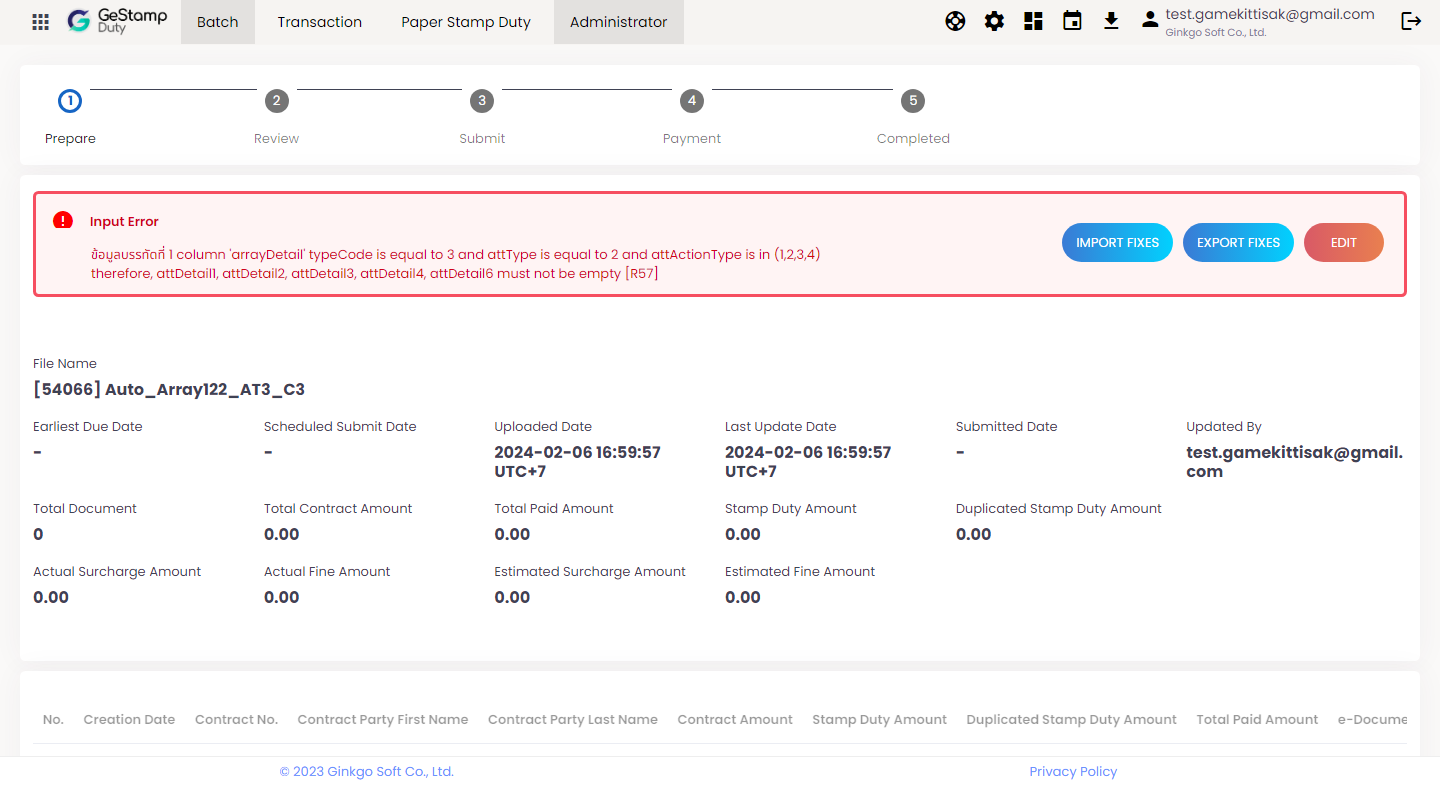 GeStamp
Duty
Batch
Transaction
Paper Stamp Duty
Administrator
test.gamekittisak@gmail.com
Ginkgo Soft Co., Ltd.
1
2
3
4
5
Prepare
Review
Submit
Payment
Completed
Input Error
ข้อมูลบรรทัดที่ 1 column 'arrayDetail' typeCode is equal to 3 and attType is equal to 2 and attActionType is in (1,2,3,4)
therefore, attDetail1, attDetail2, attDetail3, attDetail4, attDetail6 must not be empty [R57]
IMPORT FIXES
EXPORT FIXES
EDIT
File Name
[54066] Auto_Array122_AT3_C3
Earliest Due Date
Scheduled Submit Date
Uploaded Date
Last Update Date
Submitted Date
Updated By
-
-
2024-02-06 16:59:57
UTC+7
2024-02-06 16:59:57
UTC+7
-
test.gamekittisak@gmail.
com
Total Document
Total Contract Amount
Total Paid Amount
Stamp Duty Amount
Duplicated Stamp Duty Amount
0
0.00
0.00
0.00
0.00
Actual Surcharge Amount
Actual Fine Amount
Estimated Surcharge Amount
Estimated Fine Amount
0.00
0.00
0.00
0.00
No.
Creation Date
Contract No.
Contract Party First Name
Contract Party Last Name
Contract Amount
Stamp Duty Amount
Duplicated Stamp Duty Amount
Total Paid Amount
e-Docume
© 2023 Ginkgo Soft Co., Ltd.
Privacy Policy